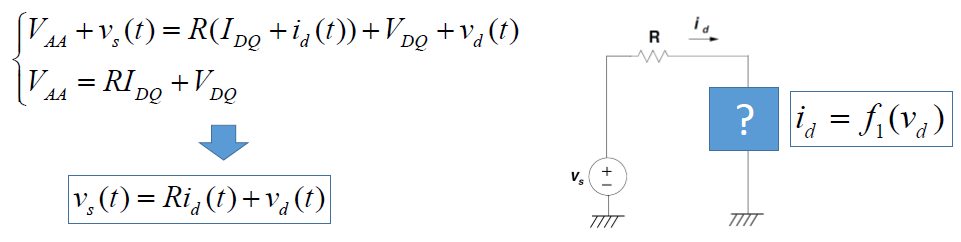 V_AA + v_s(t) = R(I_DQ + i_d(t)) + V_DQ + v_d(t)
V_AA = RI_DQ + V_DQ
v_s(t) = Ri_d(t) + v_d(t)
R
i_d
?
i_d = f_1(v_d)
v_s
+
−